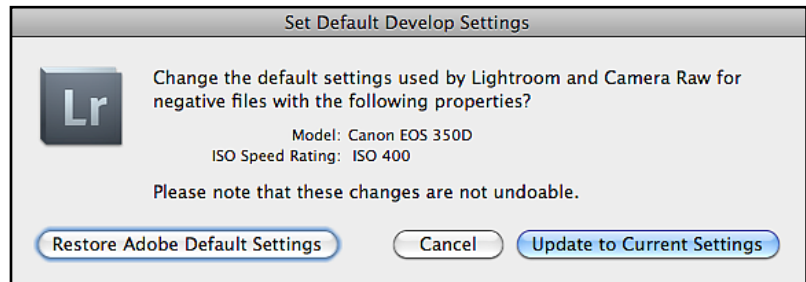 Set Default Develop Settings
Lr
Change the default settings used by Lightroom and Camera Raw for
negative files with the following properties?
Model: Canon EOS 350D
ISO Speed Rating: ISO 400
Please note that these changes are not undoable.
Restore Adobe Default Settings Cancel Update to Current Settings